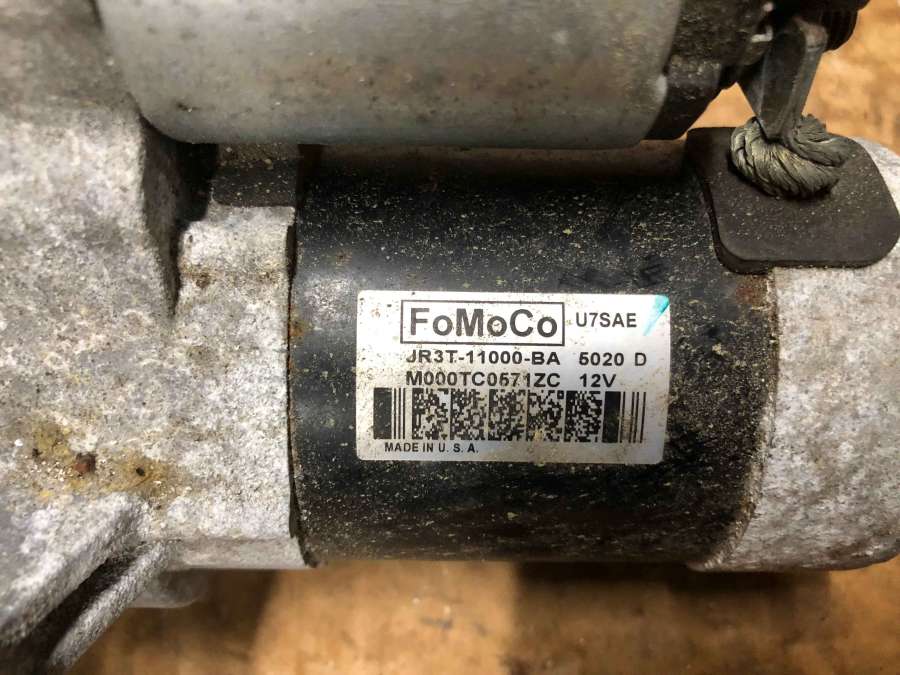 FoMoCo U7SAE
JR3T-11000-BA 5020 D
M000TC0571ZC 12V
MADE IN U. S. A.